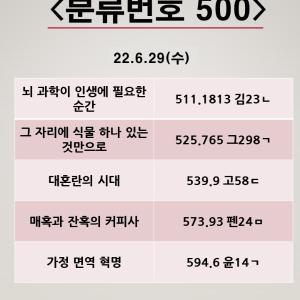 <분류번호 500>
22.6.29(수)
뇌 과학이 인생에 필요한
순간
511.1813 김23ㄴ
그 자리에 식물 하나 있는
것만으로
525.765 그298ㄱ
대혼란의 시대
539.9 고58ㄷ
매혹과 잔혹의 커피사
573.93 펜24ㅁ
가정 면역 혁명
594.6 윤14ㄱ